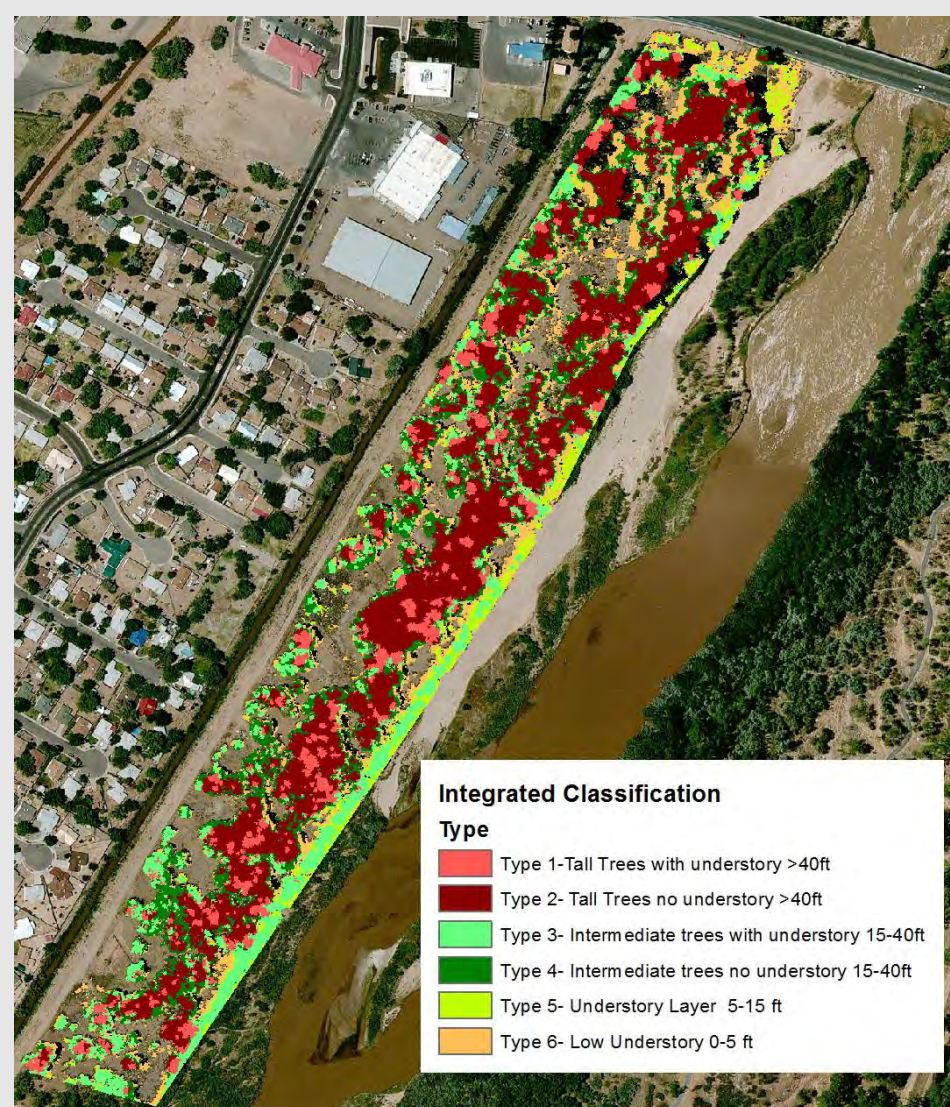 Integrated Classification
Type
Type 1-Tall Trees with understory >40ft
Type 2- Tall Trees no understory >40ft
Type 3- Intermediate trees with understory 15-40ft
Type 4- Intermediate trees no understory 15-40ft
Type 5- Understory Layer  5-15 ft
Type 6- Low Understory 0-5 ft